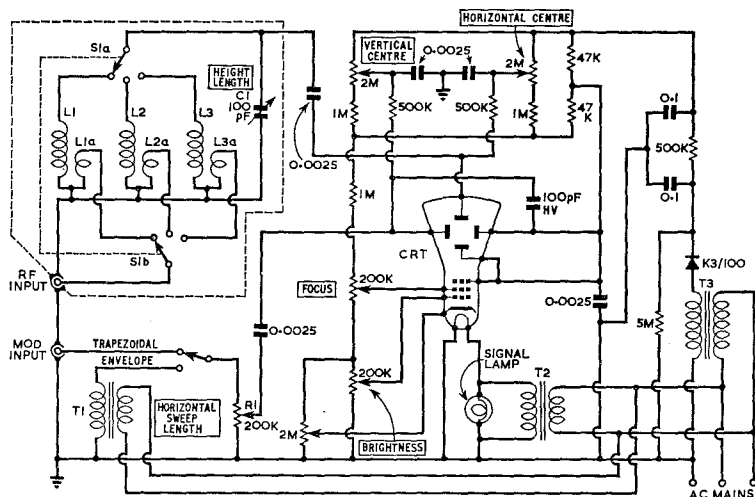 HORIZONTAL CENTRE
S1a
VERTICAL
CENTRE
0.0025
2M
2M
47K
HEIGHT
LENGTH
C1
100
pF
500K
500K
0.1
L1
L2
L3
1M
1M
47
K
L1a
L2a
L3a
0.0025
500K
0.1
1M
100pF
HV
CRT
S1b
K3/100
RF
INPUT
FOCUS
200K
T3
0.0025
0.0025
5M
MOD
INPUT
TRAPEZOIDAL
ENVELOPE
SIGNAL
LAMP
T2
T1
HORIZONTAL
SWEEP
LENGTH
R1
200K
200K
2M
BRIGHTNESS
AC MAINS